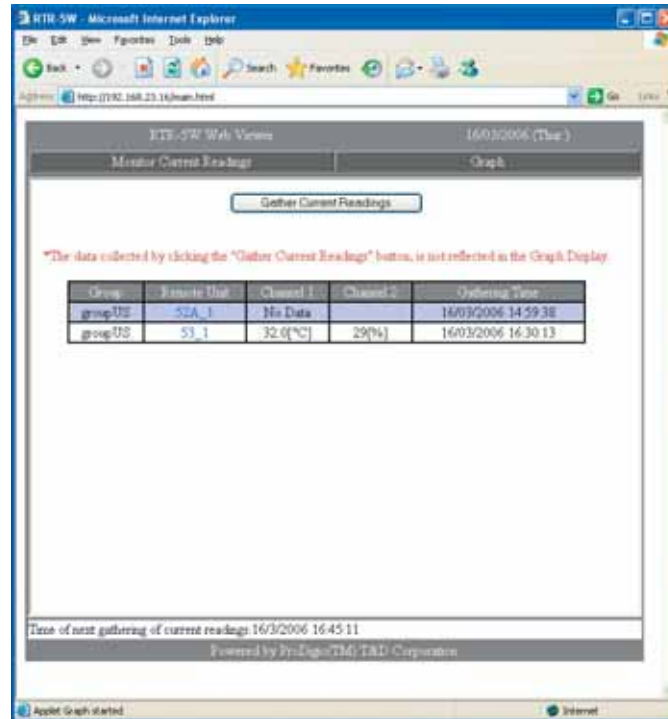 RTR-5W - Microsoft Internet Explorer
File Edit View Favorites Tools Help
Back Search Favorites
Address http://192.168.23.16/main.html Go Links
RTR-5W Web Viewer 16/03/2006 (Thur.)
Monitor Current Readings Graph
Gather Current Readings
*The data collected by clicking the "Gather Current Readings" button, is not reflected in the Graph Display.
Group Remote Unit Channel 1 Channel 2 Gathering Time
groupUS 52A_1 No Data 16/03/2006 14:59:38
groupUS 53_1 32.0[°C] 29[%] 16/03/2006 16:30:13
Time of next gathering of current readings 16/3/2006 16:45:11
Powered by ProDigio(TM) T&D Corporation
Applet Graph started Internet